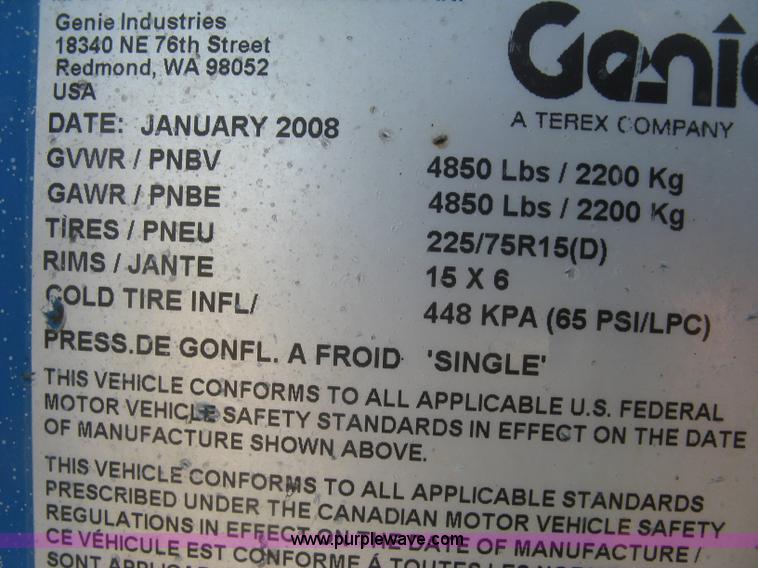 Genie Industries
18340 NE 76th Street
Redmond, WA 98052
USA
Genie
A TEREX COMPANY
DATE: JANUARY 2008
GVWR / PNBV 4850 Lbs / 2200 Kg
GAWR / PNBE 4850 Lbs / 2200 Kg
TIRES / PNEU 225/75R15(D)
RIMS / JANTE 15 X 6
COLD TIRE INFL/ 448 KPA (65 PSI/LPC)
PRESS.DE GONFL. A FROID 'SINGLE'
THIS VEHICLE CONFORMS TO ALL APPLICABLE U.S. FEDERAL
MOTOR VEHICLE SAFETY STANDARDS IN EFFECT ON THE DATE
OF MANUFACTURE SHOWN ABOVE.
THIS VEHICLE CONFORMS TO ALL APPLICABLE STANDARDS
PRESCRIBED UNDER THE CANADIAN MOTOR VEHICLE SAFETY
REGULATIONS IN EFFECT ON THE DATE OF MANUFACTURE /
www.purplewave.com
CE VÉHICULE EST CONFORME À TOUTES LES
SONT